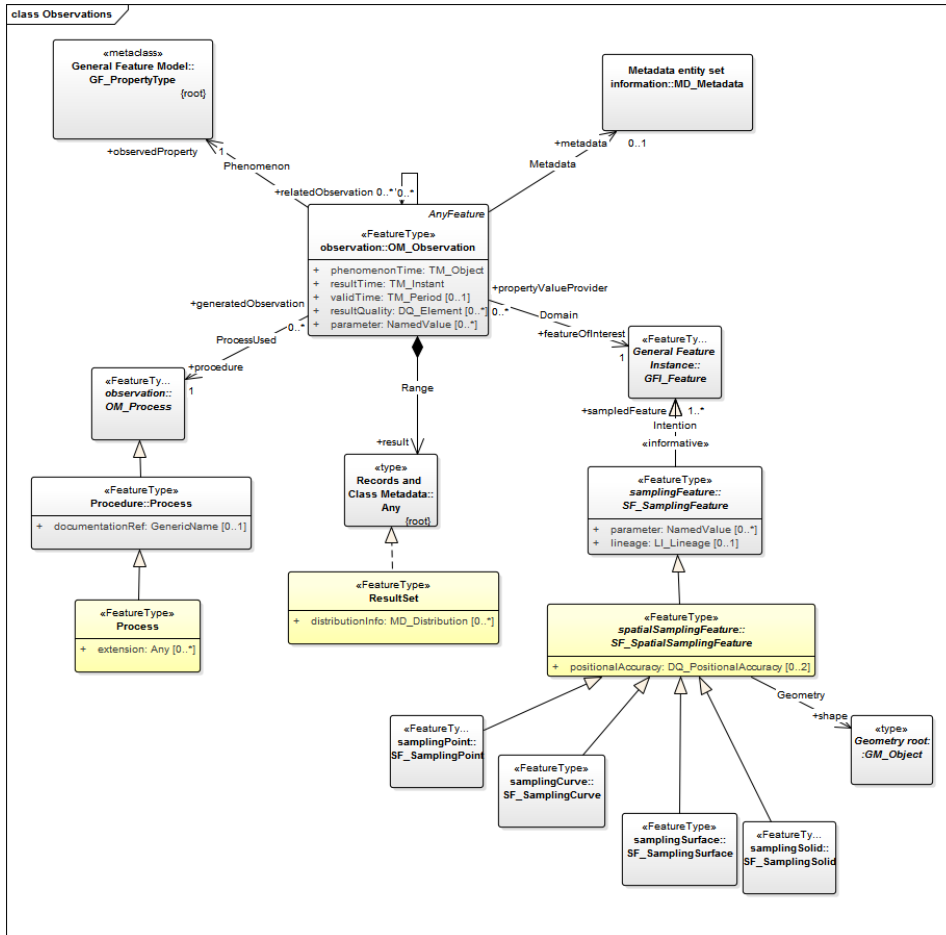 class Observations
«metaclass»
General Feature Model::
GF_PropertyType
{root}
Metadata entity set
information::MD_Metadata
+observedProperty
1
Phenomenon
+metadata
0..1
Metadata
+relatedObservation 0..*
0..*
AnyFeature
«FeatureType»
observation::OM_Observation
+ phenomenonTime: TM_Object
+ resultTime: TM_Instant
+ validTime: TM_Period [0..1]
+ resultQuality: DQ_Element [0..*]
+ parameter: NamedValue [0..*]
+generatedObservation
0..*
ProcessUsed
+procedure
1
+propertyValueProvider
0..*
Domain
+featureOfInterest
1
«FeatureTy...
General Feature
Instance::
GFI_Feature
«FeatureTy...
observation::
OM_Process
Range
+result
+sampledFeature
1..*
Intention
«informative»
«type»
Records and
Class Metadata::
Any
{root}
«FeatureType»
Procedure::Process
+ documentationRef: GenericName [0..1]
«FeatureType»
samplingFeature::
SF_SamplingFeature
+ parameter: NamedValue [0..*]
+ lineage: LI_Lineage [0..1]
«FeatureType»
Process
+ extension: Any [0..*]
«FeatureType»
ResultSet
+ distributionInfo: MD_Distribution [0..*]
«FeatureType»
spatialSamplingFeature::
SF_SpatialSamplingFeature
+ positionalAccuracy: DQ_PositionalAccuracy [0..2]
Geometry
+shape
«FeatureTy...
samplingPoint::
SF_SamplingPoint
«type»
Geometry root:
:GM_Object
«FeatureType»
samplingCurve::
SF_SamplingCurve
«FeatureType»
samplingSurface::
SF_SamplingSurface
«FeatureTy...
samplingSolid::
SF_SamplingSolid